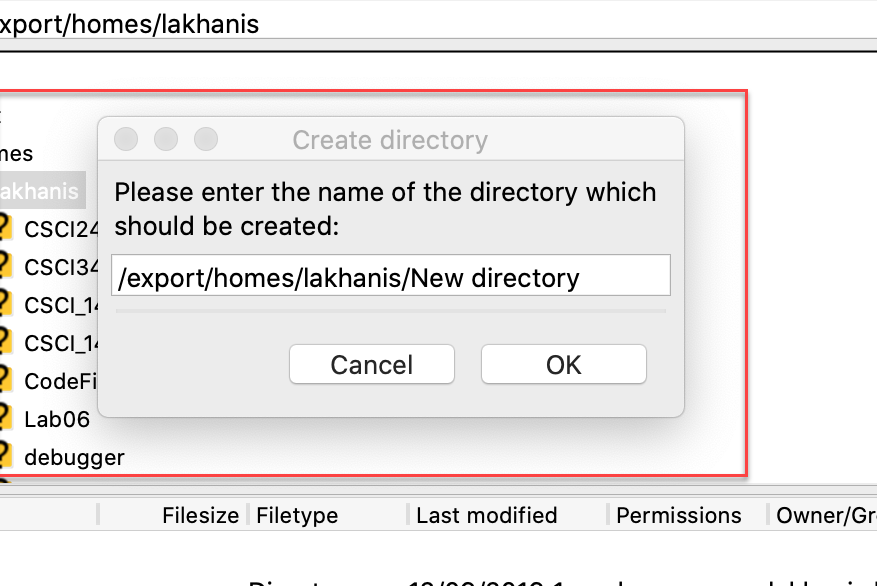 xport/homes/lakhanis
mes
akhanis
Create directory
Please enter the name of the directory which
should be created:
/export/homes/lakhanis/New directory
Cancel
OK
CSCI24
CSCI34
CSCI_14
CSCI_14
CodeFi
Lab06
debugger
Filesize
Filetype
Last modified
Permissions
Owner/Gr